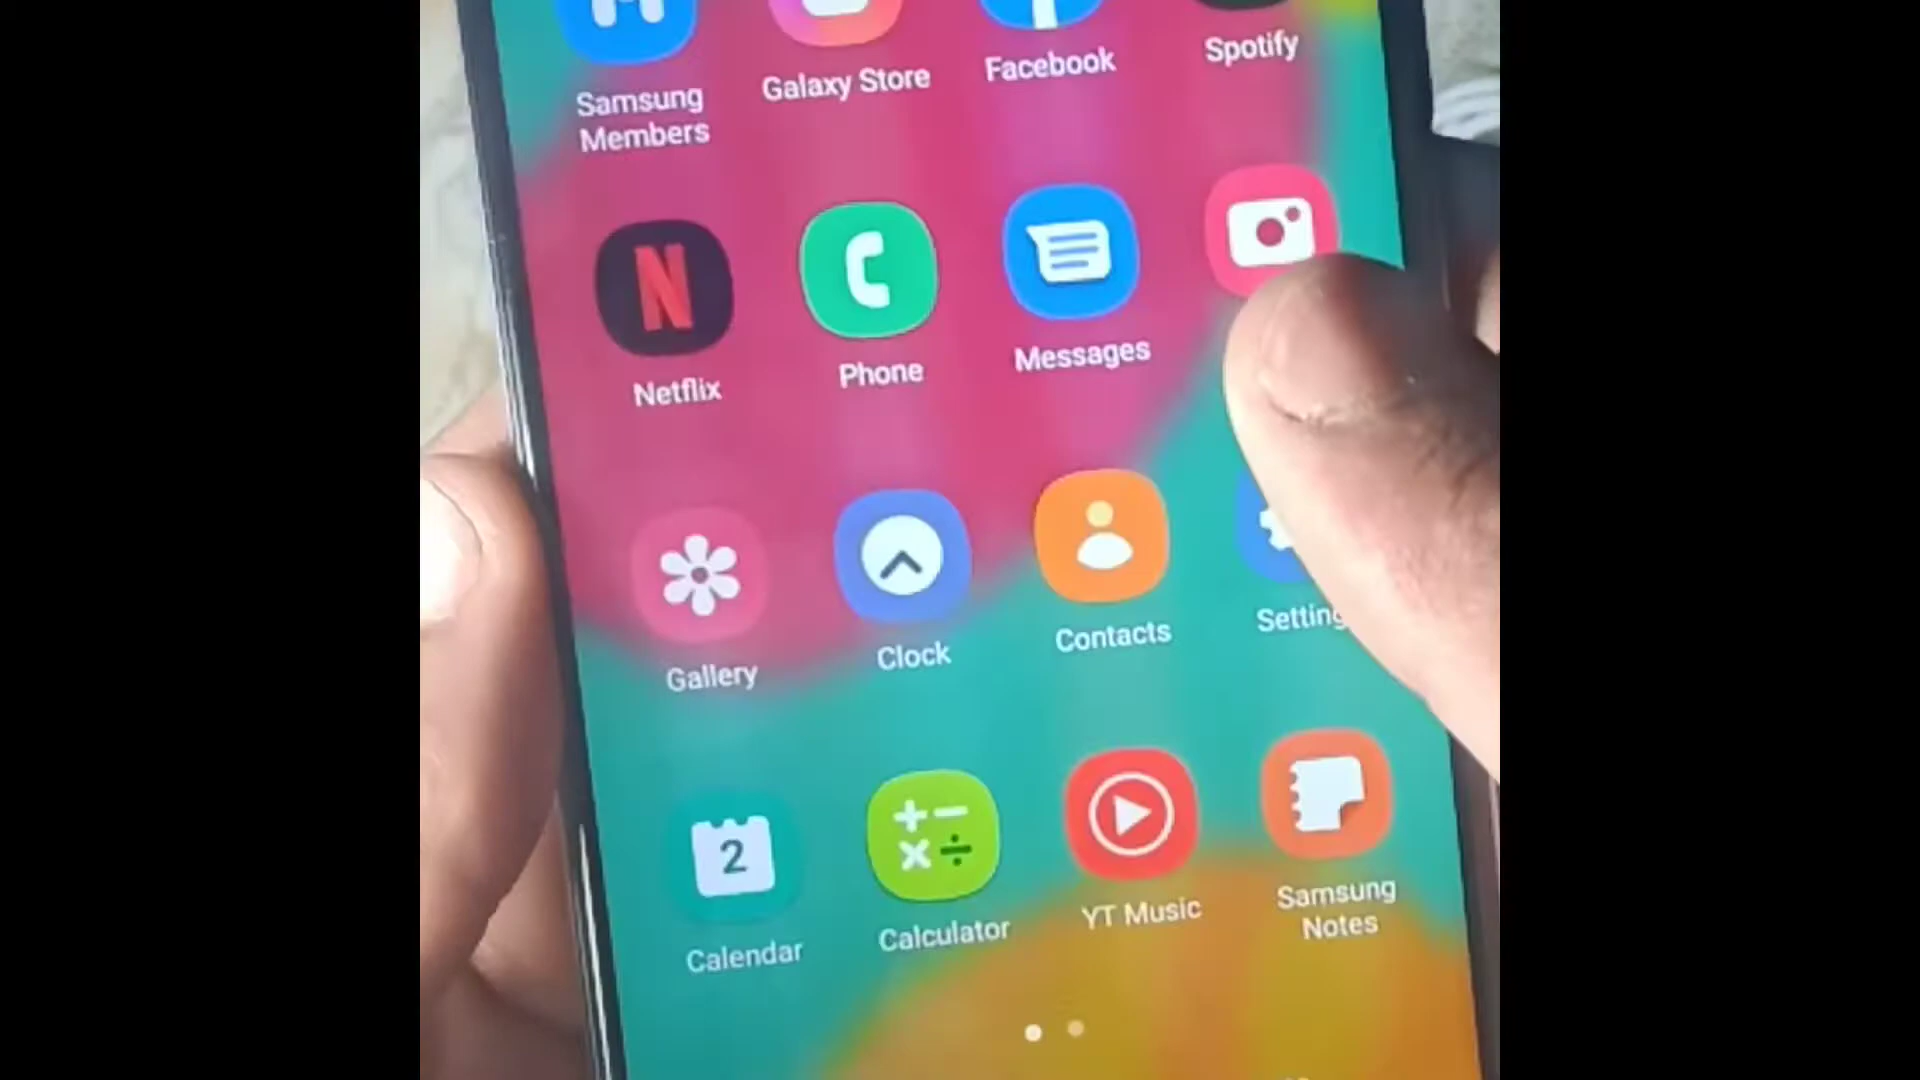 Samsung
Members
Galaxy Store
Facebook
Spotify
N
Netflix
Phone
Messages
Gallery
Clock
Contacts
Setting
2
Calendar
Calculator
YT Music
Samsung
Notes